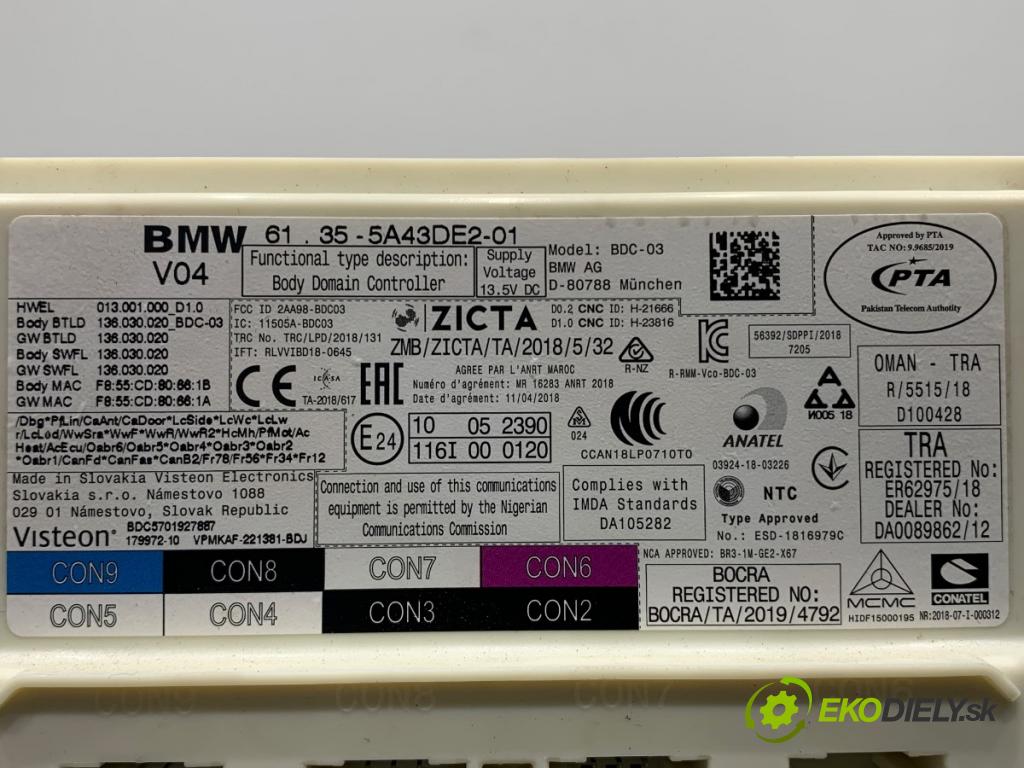 BMW 61 . 35 - 5A43DE2-01
V04
Functional type description:
Body Domain Controller
Supply
Voltage
13.5V DC
Model: BDC-03
BMW AG
D-80788 München
Approved by PTA
TAC NO: 9.9685/2019
PTA
Pakistan Telecom Authority
HWEL 013.001.000_D1.0
Body BTLD 136.030.020_BDC-03
GW BTLD 136.030.020
Body SWFL 136.030.020
GW SWFL 136.030.020
Body MAC F8:55:CD:80:66:1B
GW MAC F8:55:CD:80:66:1A
FCC ID 2AA98-BDC03
IC: 11505A-BDC03
TRC No. TRC/LPD/2018/131
IFT: RLVVIBD18-0645
ZICTA
ZMB/ZICTA/TA/2018/5/32
D0.2 CNC ID: H-21666
D1.0 CNC ID: H-23816
R-NZ
R-RMM-Vco-BDC-03
56392/SDPPI/2018
7205
OMAN - TRA
R/5515/18
D100428
CE
ICASA
TA-2018/617
EAC
AGREE PAR L'ANRT MAROC
Numéro d'agrément: MR 16283 ANRT 2018
Date d'agrément: 11/04/2018
E24
10 05 2390
116I 00 0120
024
CCAN18LP0710T0
ANATEL
03924-18-03226
И005 18
/Dbg*PfLin/CaAnt/CaDoor*LcSide*LcWc*LcLw
r/LcLod/WwSra*WwF*WwR/WwR2*HcMh/PfMot/Ac
Heat/AcEcu/Oabr6/Oabr5*Oabr4*Oabr3*Oabr2
*Oabr1/CanFd*CanFas*CanB2/Fr78/Fr56*Fr34*Fr12
TRA
REGISTERED No:
ER62975/18
DEALER No:
DA0089862/12
Made in Slovakia Visteon Electronics
Slovakia s.r.o. Námestovo 1088
029 01 Námestovo, Slovak Republic
BDC5701927887
Visteon 179972-10 VPMKAF-221381-BDJ
Connection and use of this communications
equipment is permitted by the Nigerian
Communications Commission
Complies with
IMDA Standards
DA105282
NTC
Type Approved
No.: ESD-1816979C
NCA APPROVED: BR3-1M-GE2-X67
BOCRA
REGISTERED No:
BOCRA/TA/2019/4792
MCMC
HIDF15000195
CONATEL
NR:2018-07-I-000312
CON9 CON8 CON7 CON6
CON5 CON4 CON3 CON2
CON9 CON8 CON7 CON6
EKODIELY.sk